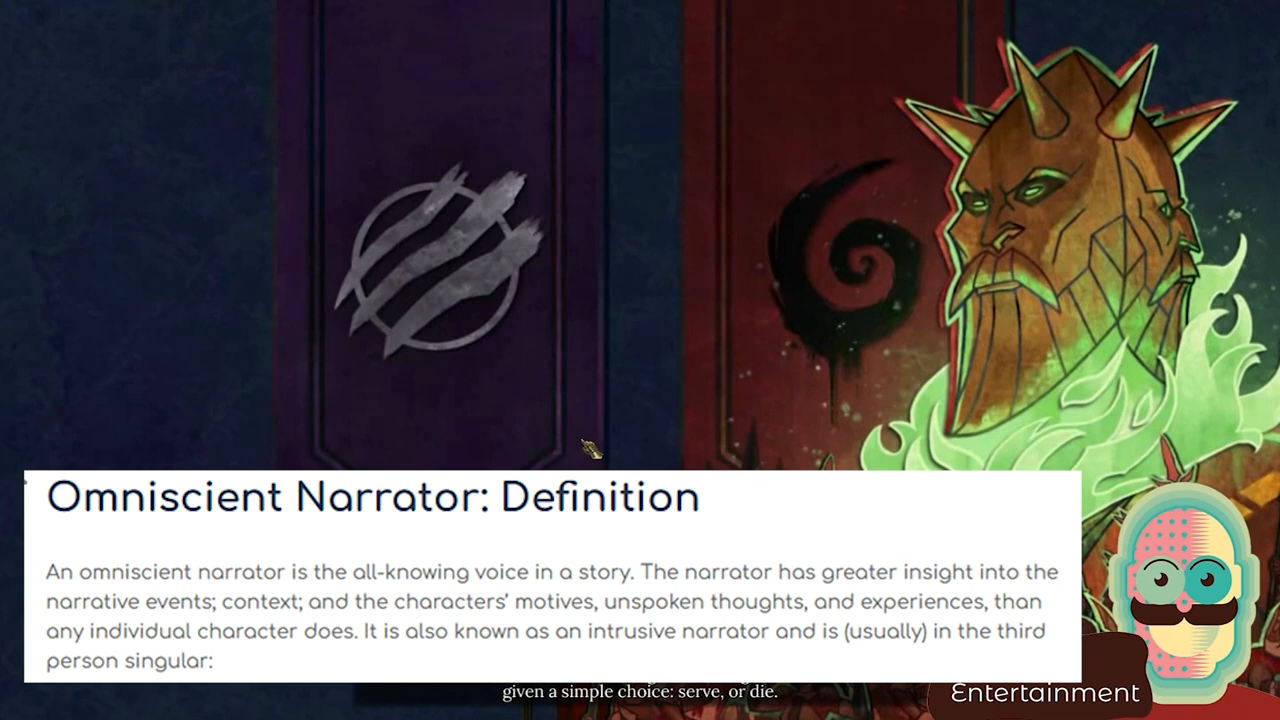 Omniscient Narrator: Definition
An omniscient narrator is the all-knowing voice in a story. The narrator has greater insight into the
narrative events; context; and the characters’ motives, unspoken thoughts, and experiences, than
any individual character does. It is also known as an intrusive narrator and is (usually) in the third
person singular:
given a simple choice: serve, or die.
Entertainment